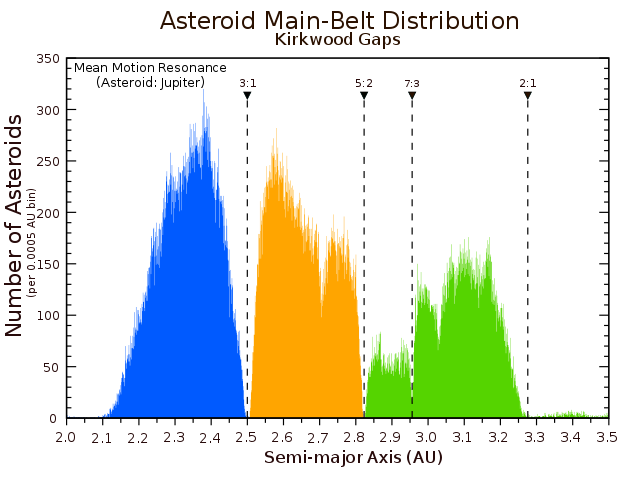 Asteroid Main-Belt Distribution
Kirkwood Gaps
Mean Motion Resonance
(Asteroid: Jupiter)
3:1
5:2
7:3
2:1
Number of Asteroids
(per 0.0005 AU bin)
350
300
250
200
150
100
50
0
2.0 2.1 2.2 2.3 2.4 2.5 2.6 2.7 2.8 2.9 3.0 3.1 3.2 3.3 3.4 3.5
Semi-major Axis (AU)